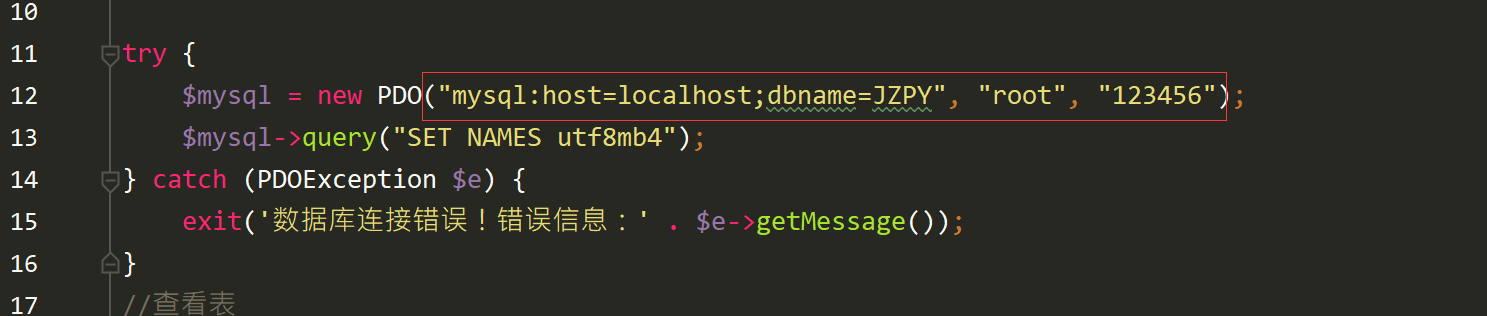 10
11 try {
12 $mysql = new PDO("mysql:host=localhost;dbname=JZPY", "root", "123456");
13 $mysql->query("SET NAMES utf8mb4");
14 } catch (PDOException $e) {
15 exit('数据库连接错误！错误信息：' . $e->getMessage());
16 }
17 //查看表